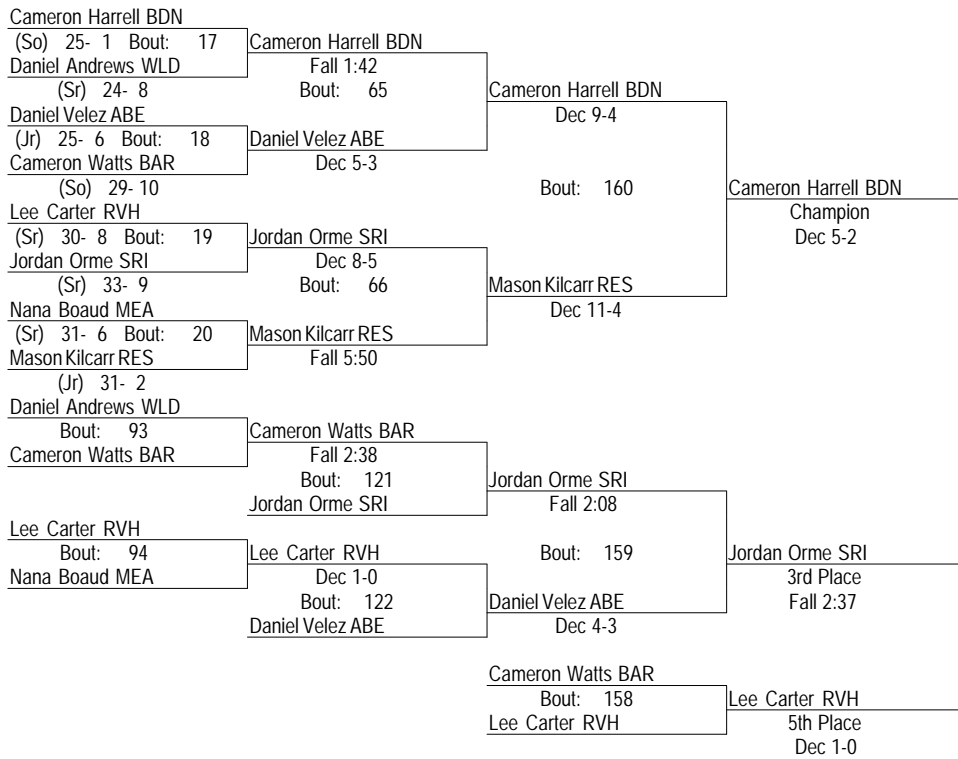 Cameron Harrell BDN
(So) 25- 1 Bout: 17 Cameron Harrell BDN
Daniel Andrews WLD Fall 1:42
(Sr) 24- 8 Bout: 65 Cameron Harrell BDN
Daniel Velez ABE Dec 9-4
(Jr) 25- 6 Bout: 18 Daniel Velez ABE
Cameron Watts BAR Dec 5-3
(So) 29- 10 Bout: 160 Cameron Harrell BDN
Lee Carter RVH Champion
(Sr) 30- 8 Bout: 19 Jordan Orme SRI Dec 5-2
Jordan Orme SRI Dec 8-5
(Sr) 33- 9 Bout: 66 Mason Kilcarr RES
Nana Boaud MEA Dec 11-4
(Sr) 31- 6 Bout: 20 Mason Kilcarr RES
Mason Kilcarr RES Fall 5:50
(Jr) 31- 2
Daniel Andrews WLD
Bout: 93 Cameron Watts BAR
Cameron Watts BAR Fall 2:38
Bout: 121 Jordan Orme SRI
Jordan Orme SRI Fall 2:08
Lee Carter RVH
Bout: 94 Lee Carter RVH Bout: 159 Jordan Orme SRI
Nana Boaud MEA Dec 1-0 3rd Place
Bout: 122 Daniel Velez ABE Fall 2:37
Daniel Velez ABE Dec 4-3
Cameron Watts BAR
Bout: 158 Lee Carter RVH
Lee Carter RVH 5th Place
Dec 1-0